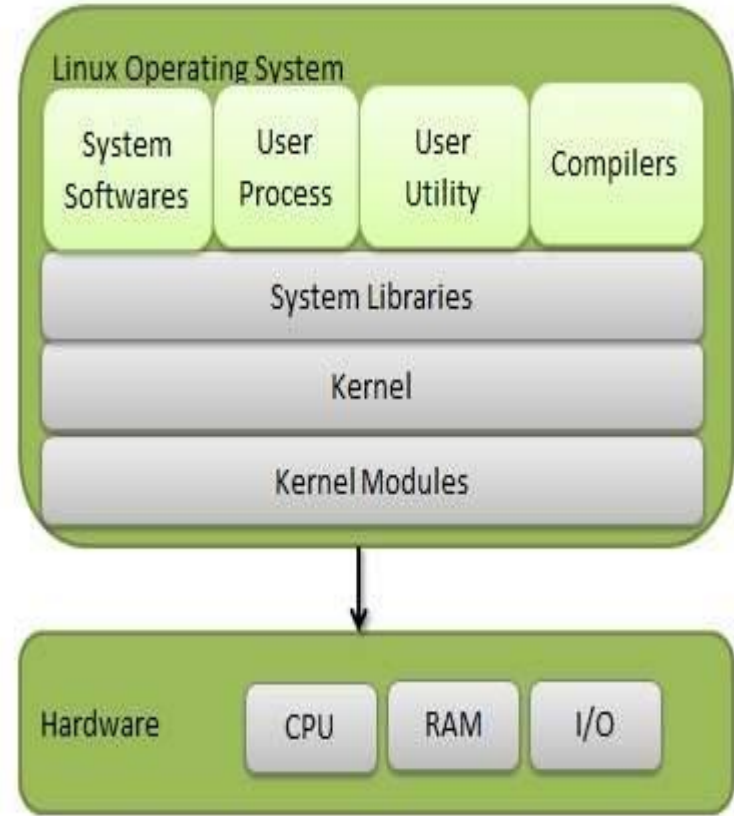 Linux Operating System
System
Softwares
User
Process
User
Utility
Compilers
System Libraries
Kernel
Kernel Modules
Hardware
CPU
RAM
I/O